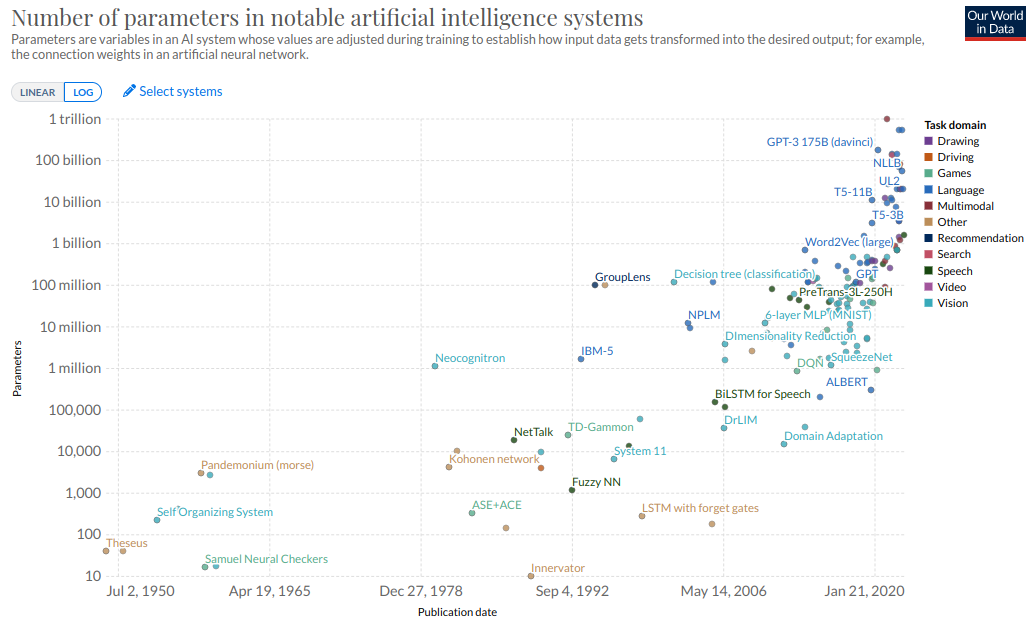 Number of parameters in notable artificial intelligence systems
Our World
in Data
Parameters are variables in an AI system whose values are adjusted during training to establish how input data gets transformed into the desired output; for example,
the connection weights in an artificial neural network.
LINEAR LOG Select systems
1 trillion
100 billion
10 billion
1 billion
100 million
10 million
1 million
100,000
10,000
1,000
100
10
Parameters
GPT-3 175B (davinci)
NLLB
UL2
T5-11B
T5-3B
Word2Vec (large)
GroupLens
Decision tree (classification)
GPT
PreTrans-3L-250H
NPLM
6-layer MLP (MNIST)
DImensionality Reduction
IBM-5
Neocognitron
SqueezeNet
DQN
ALBERT
BiLSTM for Speech
DrLIM
NetTalk
TD-Gammon
Domain Adaptation
System 11
Kohonen network
Pandemonium (morse)
Fuzzy NN
ASE+ACE
LSTM with forget gates
Self Organizing System
Theseus
Samuel Neural Checkers
Innervator
Jul 2, 1950
Apr 19, 1965
Dec 27, 1978
Sep 4, 1992
May 14, 2006
Jan 21, 2020
Publication date
Task domain
Drawing
Driving
Games
Language
Multimodal
Other
Recommendation
Search
Speech
Video
Vision